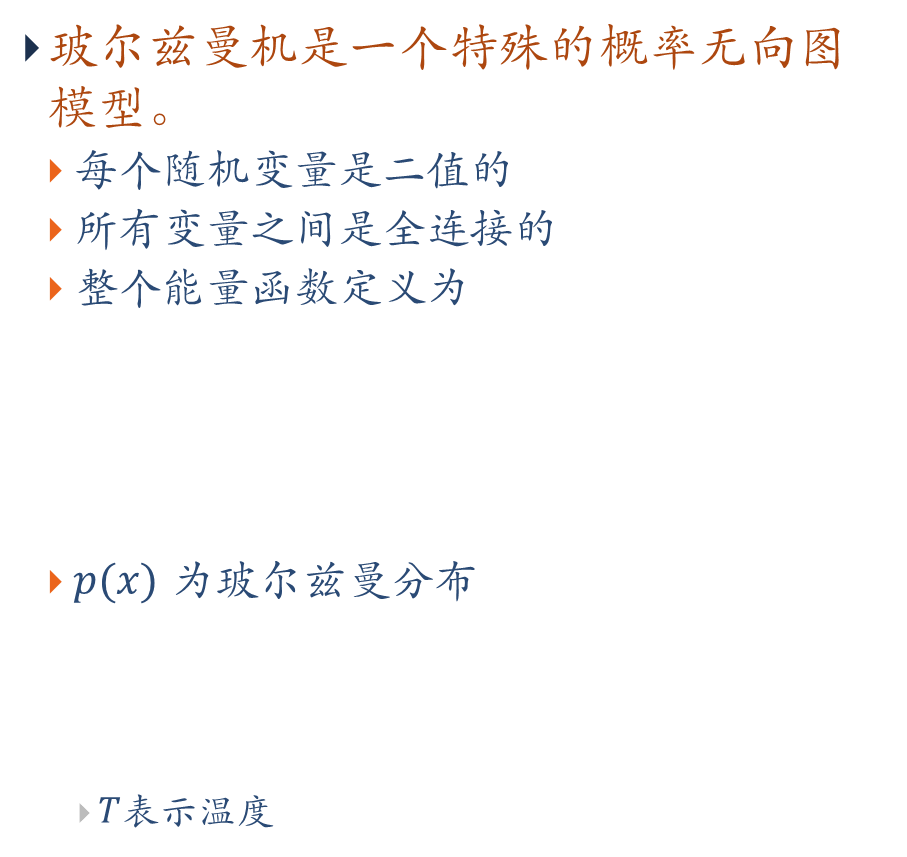 玻尔兹曼机是一个特殊的概率无向图
模型。
每个随机变量是二值的
所有变量之间是全连接的
整个能量函数定义为
p(x) 为玻尔兹曼分布
T表示温度